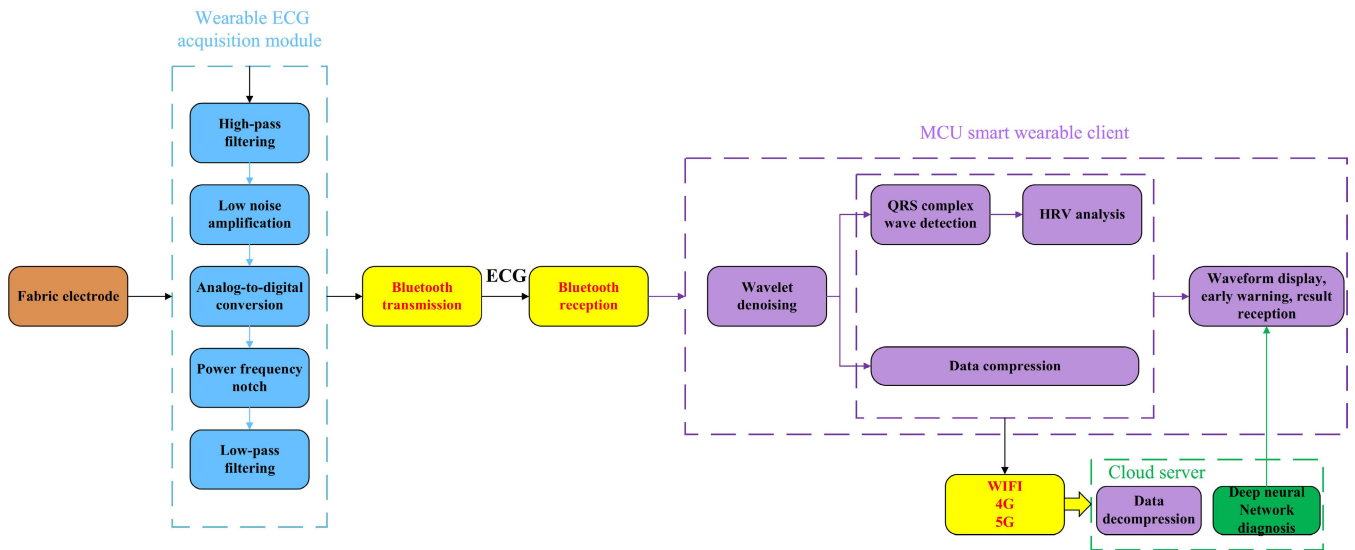 Wearable ECG
acquisition module
High-pass
filtering
Low noise
amplification
Analog-to-digital
conversion
Power frequency
notch
Low-pass
filtering
Fabric electrode
Bluetooth
transmission
ECG
Bluetooth
reception
MCU smart wearable client
Wavelet
denoising
QRS complex
wave detection
HRV analysis
Data compression
Waveform display,
early warning, result
reception
WIFI
4G
5G
Cloud server
Data
decompression
Deep neural
Network
diagnosis